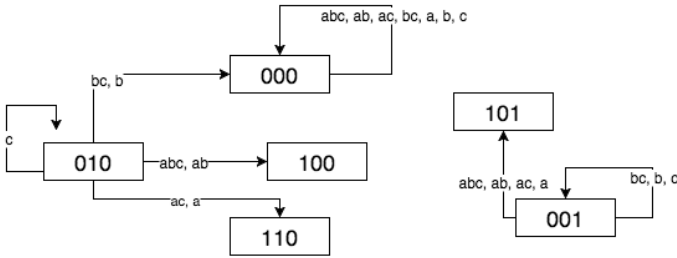 abc, ab, ac, bc, a, b, c
000
bc, b
101
c
010
abc, ab
100
abc, ab, ac, a
bc, b, c
ac, a
001
110